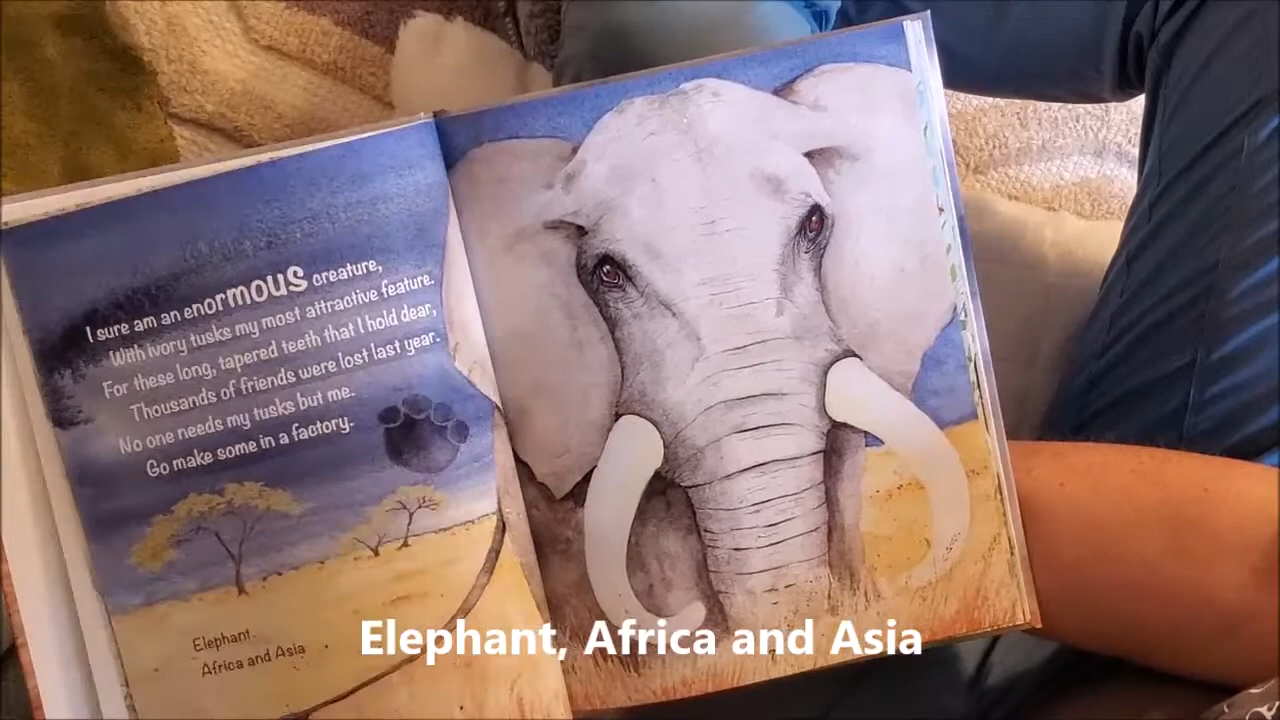 I sure am an enormous creature,
With ivory tusks my most attractive feature.
For these long, tapered teeth that I hold dear,
Thousands of friends were lost last year.
No one needs my tusks but me.
Go make some in a factory.
Elephant.
Africa and Asia
Elephant, Africa and Asia